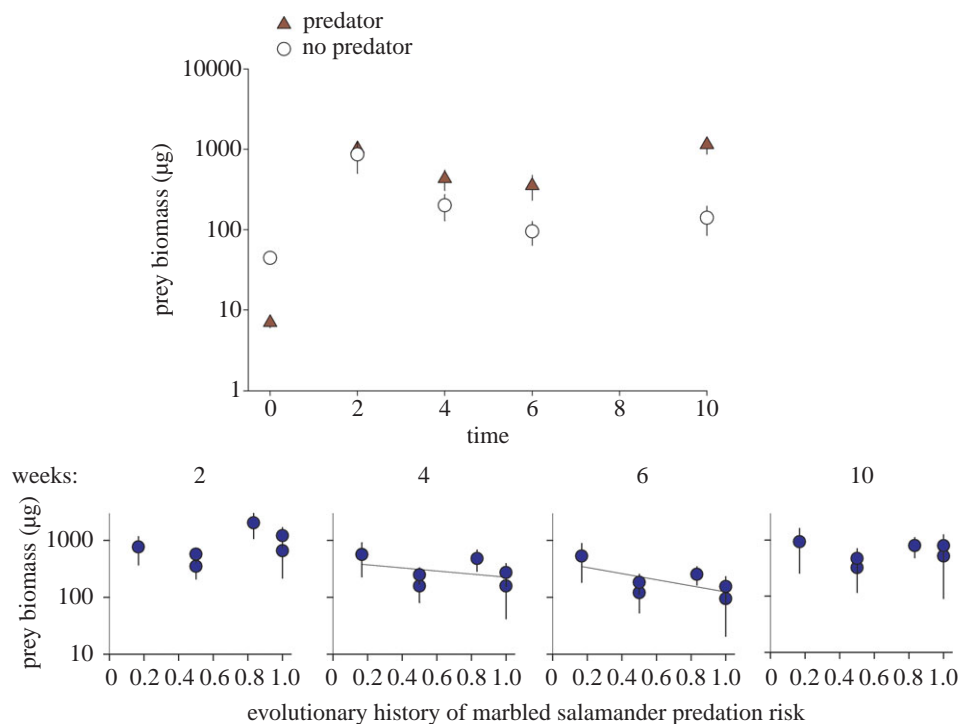 predator
no predator
10000
1000
100
10
1
prey biomass (µg)
0 2 4 6 8 10
time
weeks: 2 4 6 10
prey biomass (µg)
1000
100
10
0 0.2 0.4 0.6 0.8 1.0 0 0.2 0.4 0.6 0.8 1.0 0 0.2 0.4 0.6 0.8 1.0 0 0.2 0.4 0.6 0.8 1.0
evolutionary history of marbled salamander predation risk